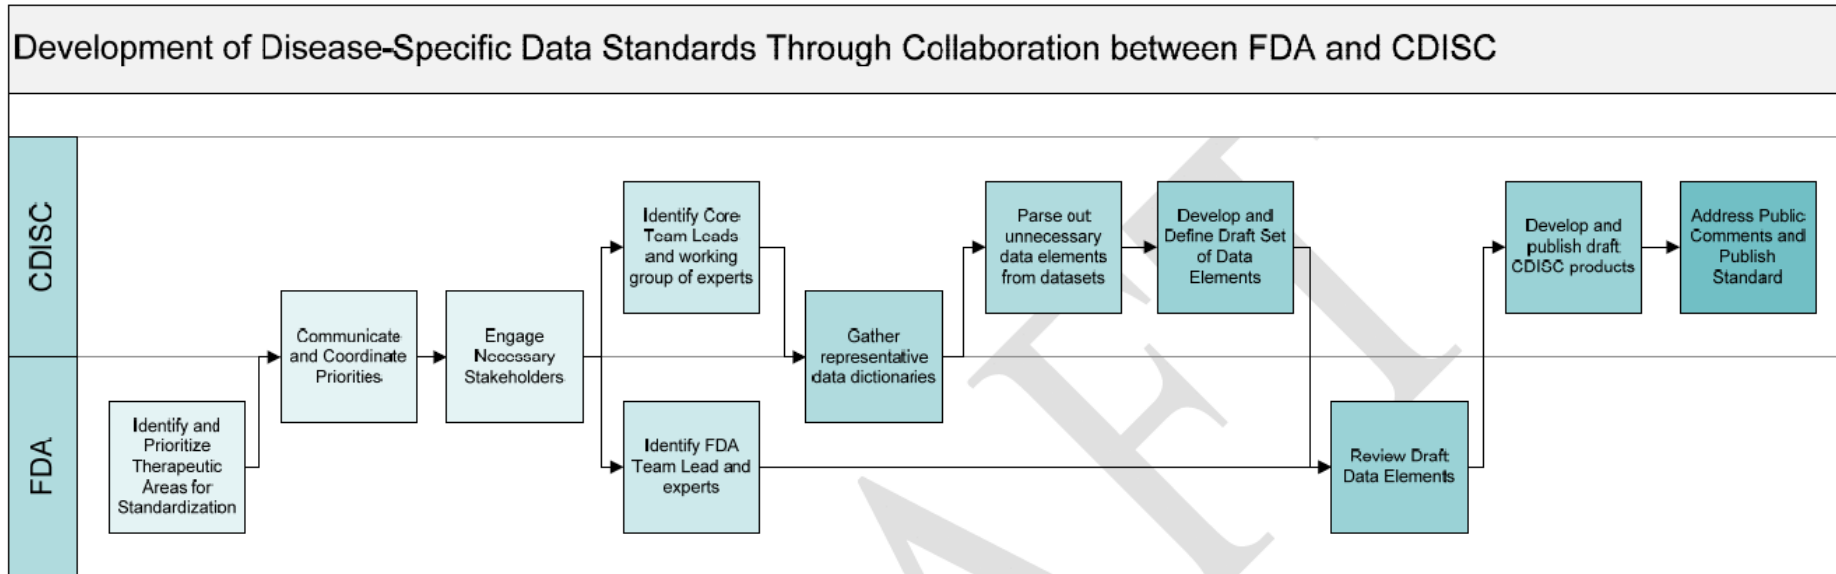 Development of Disease-Specific Data Standards Through Collaboration between FDA and CDISC
CDISC
FDA
Identify and
Prioritize
Therapeutic
Areas for
Standardization
Communicate
and Coordinate
Priorities
Engage
Necessary
Stakeholders
Identify Core
Team Leads
and working
group of experts
Identify FDA
Team Lead and
experts
Gather
representative
data dictionaries
Parse out
unnecessary
data elements
from datasets
Develop and
Define Draft Set
of Data
Elements
Review Draft
Data Elements
Develop and
publish draft
CDISC products
Address Public
Comments and
Publish
Standard